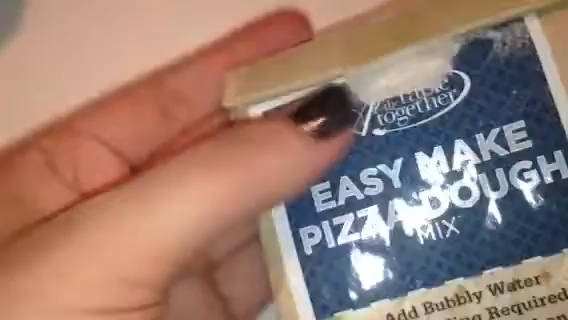 the Table
together
EASY MAKE
PIZZA DOUGH
MIX
Add Bubbly Water
Required